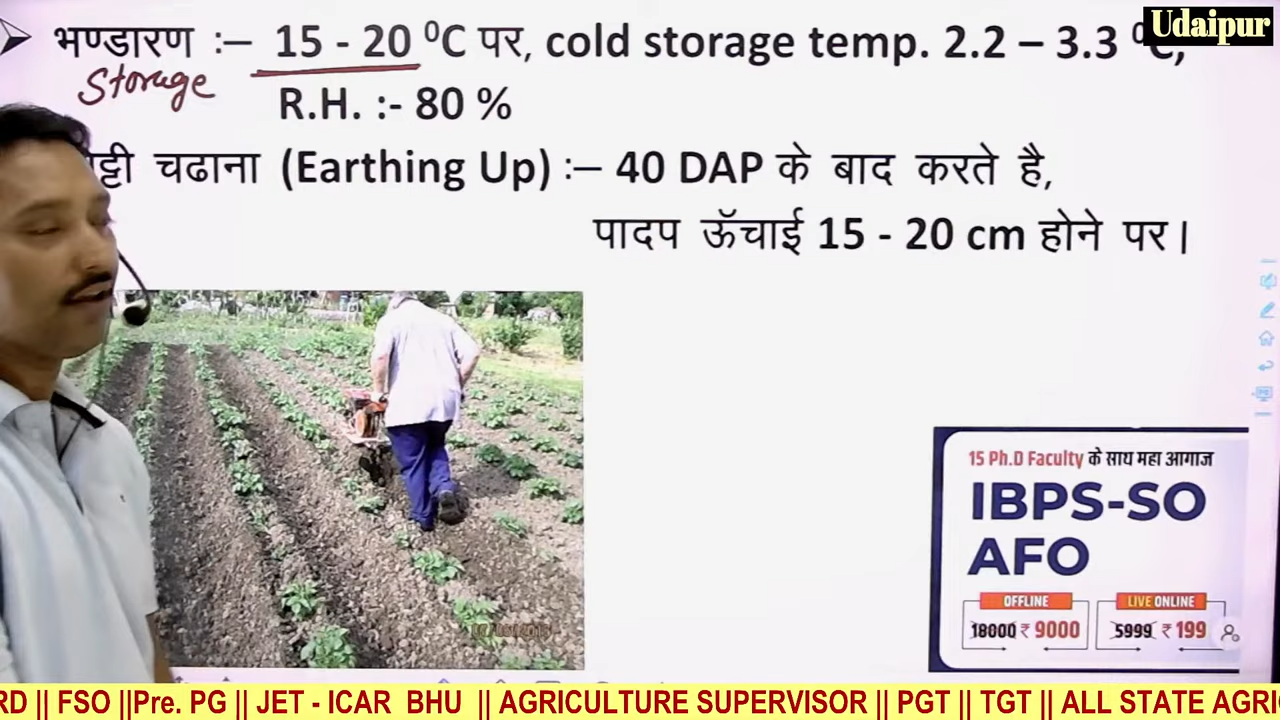 Udaipur
भण्डारण :– 15 - 20 ⁰C पर, cold storage temp. 2.2 – 3.3 ⁰C,
Storage
R.H. :- 80 %
चढाना (Earthing Up) :– 40 DAP के बाद करते है,
पादप ऊँचाई 15 - 20 cm होने पर।
15 Ph.D Faculty के साथ महा आगाज
IBPS-SO
AFO
OFFLINE
18000 ₹ 9000
LIVE ONLINE
5999 ₹ 199
RD || FSO ||Pre. PG || JET - ICAR BHU || AGRICULTURE SUPERVISOR || PGT || TGT || ALL STATE AGRI